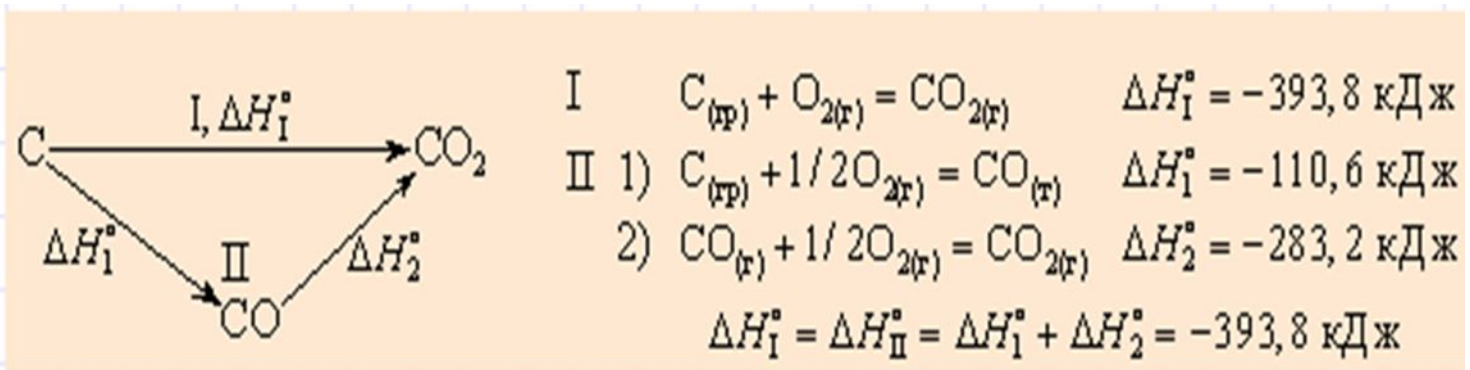 I, ΔH°I
C CO2
ΔH°1 II ΔH°2
CO
I C(гр) + O2(г) = CO2(г) ΔH°I = −393,8 кДж
II 1) C(гр) + 1/2O2(г) = CO(т) ΔH°1 = −110,6 кДж
2) CO(г) + 1/2O2(г) = CO2(г) ΔH°2 = −283,2 кДж
ΔH°I = ΔH°II = ΔH°1 + ΔH°2 = −393,8 кДж